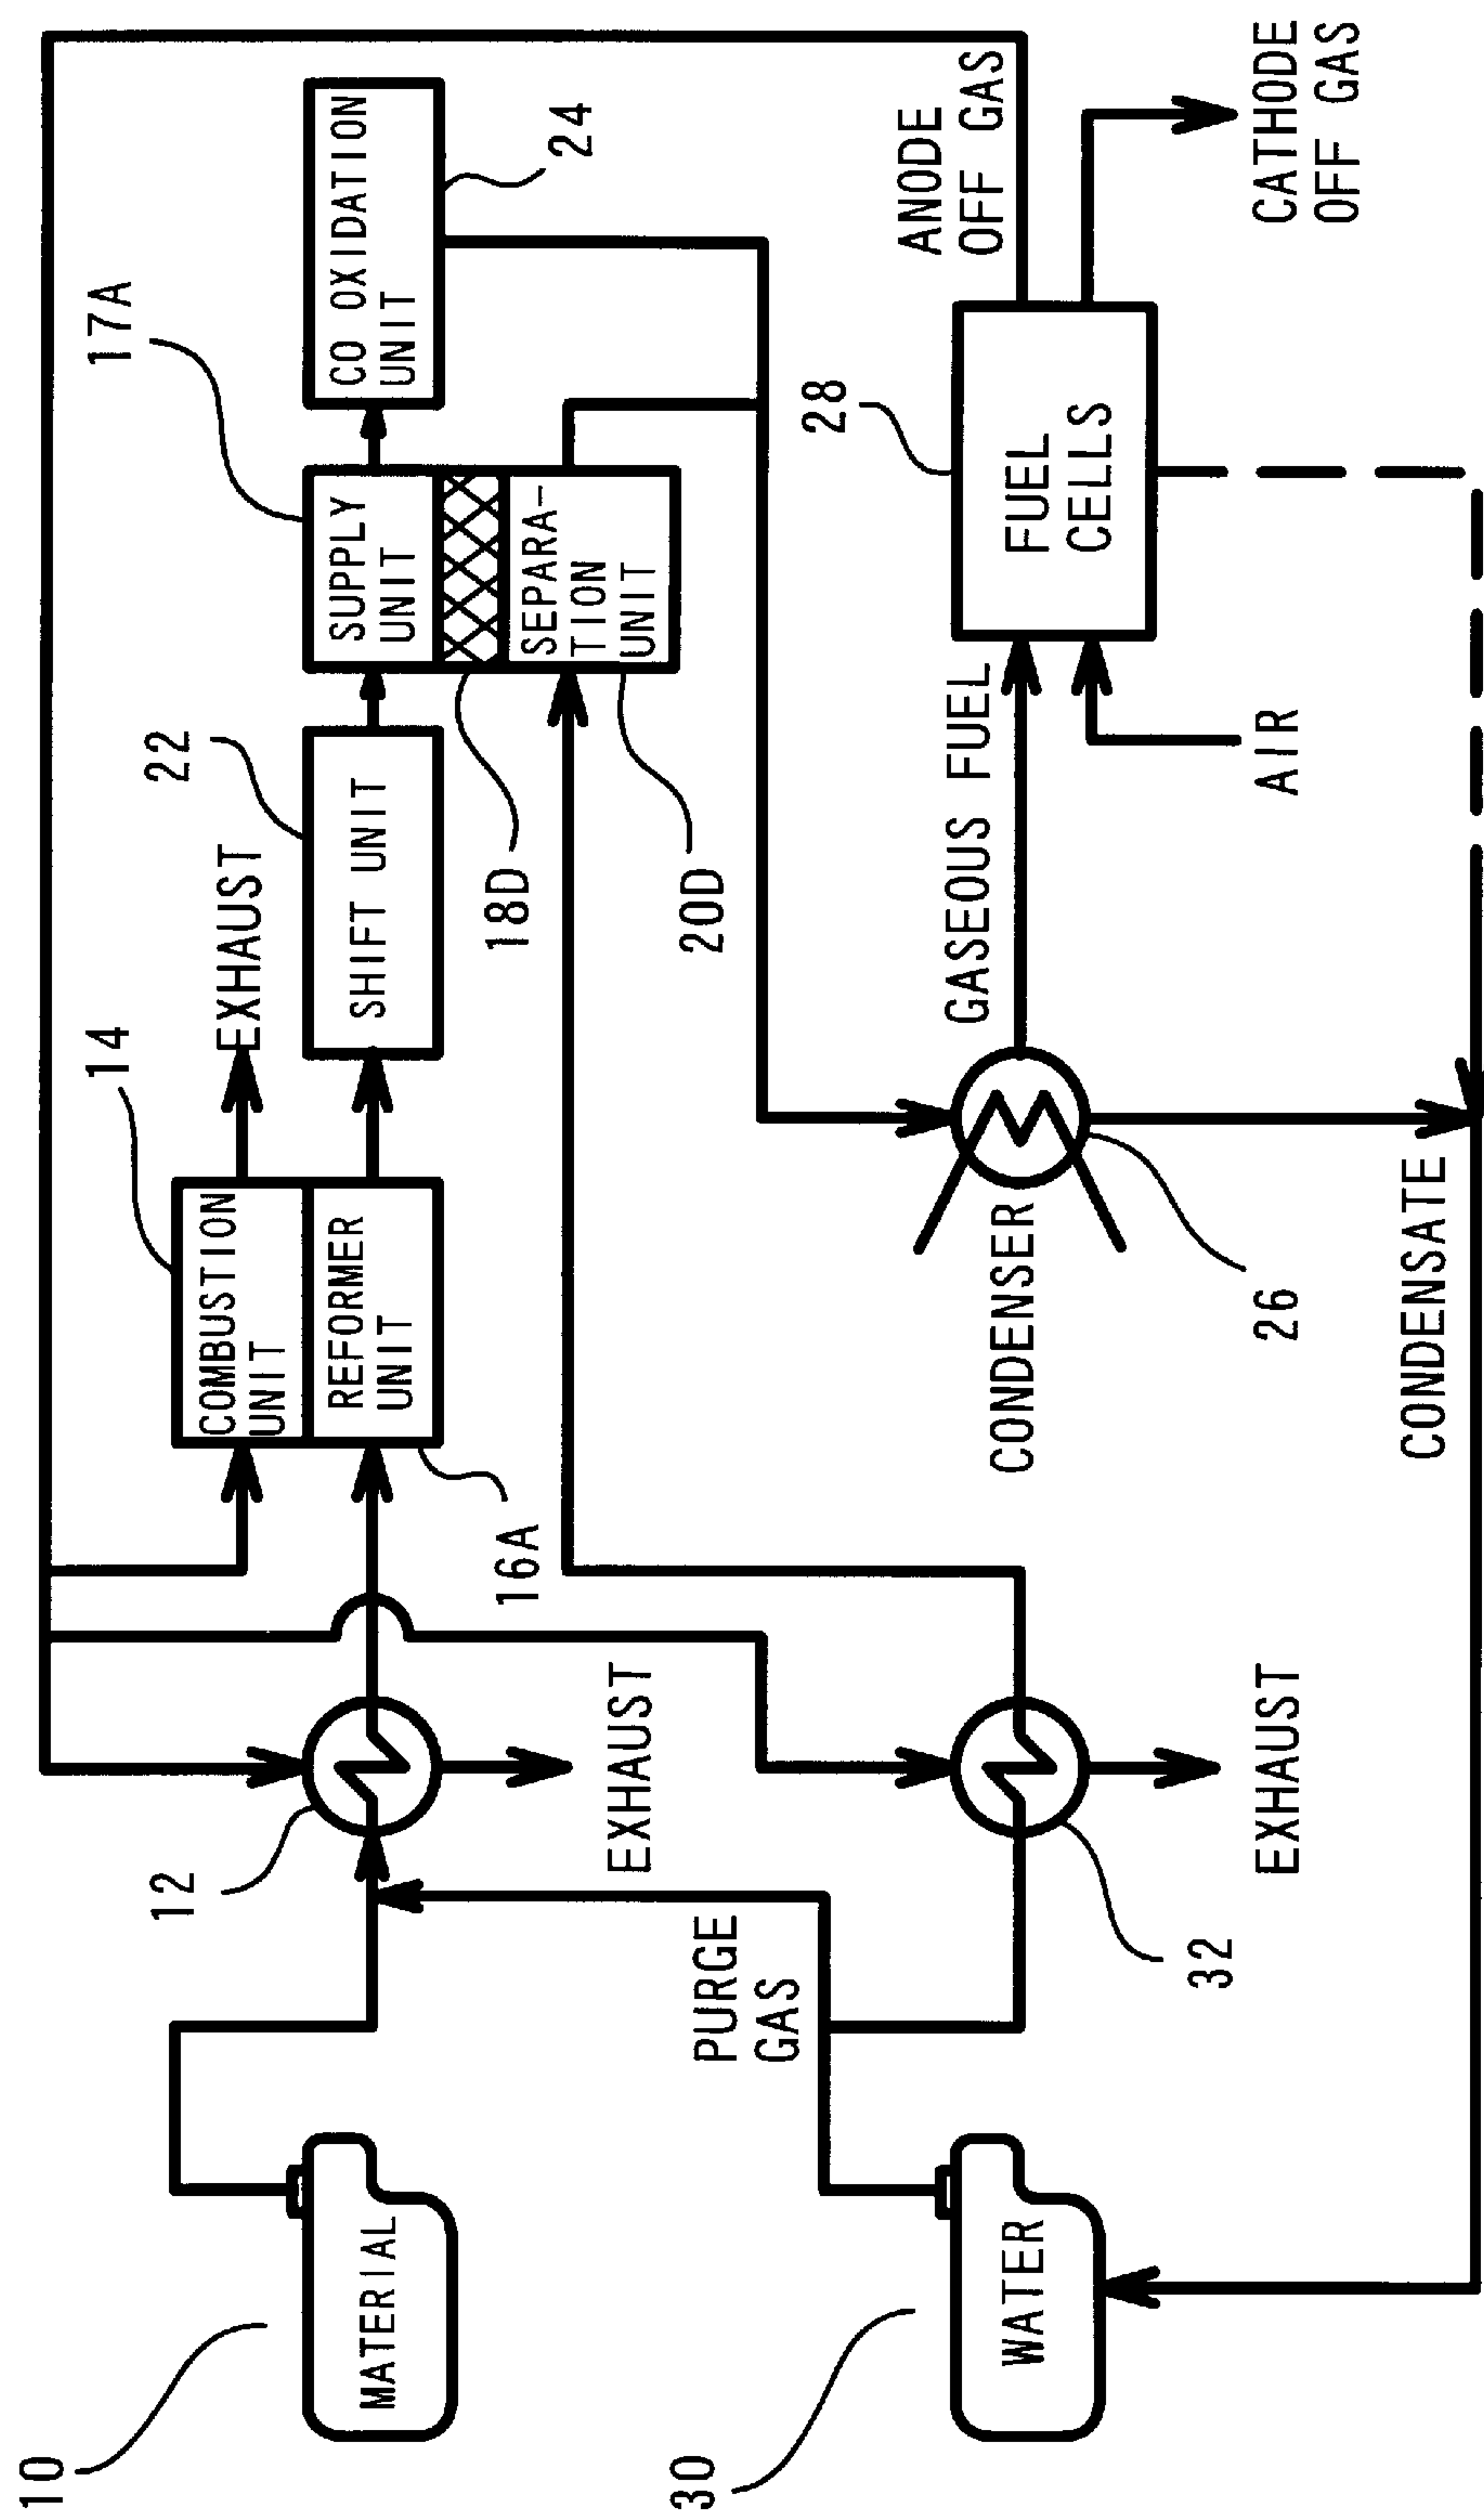 17A
CO OXIDATION
UNIT
24
22
SUPPLY
UNIT
SEPARA-
TION
UNIT
14
EXHAUST
SHIFT UNIT
18D
20D
COMBUSTION
UNIT
REFORMER
UNIT
16A
12
EXHAUST
10
MATERIAL
PURGE
GAS
30
WATER
32
EXHAUST
CONDENSER
26
CONDENSATE
GASEOUS FUEL
AIR
28
FUEL
CELLS
ANODE
OFF GAS
CATHODE
OFF GAS